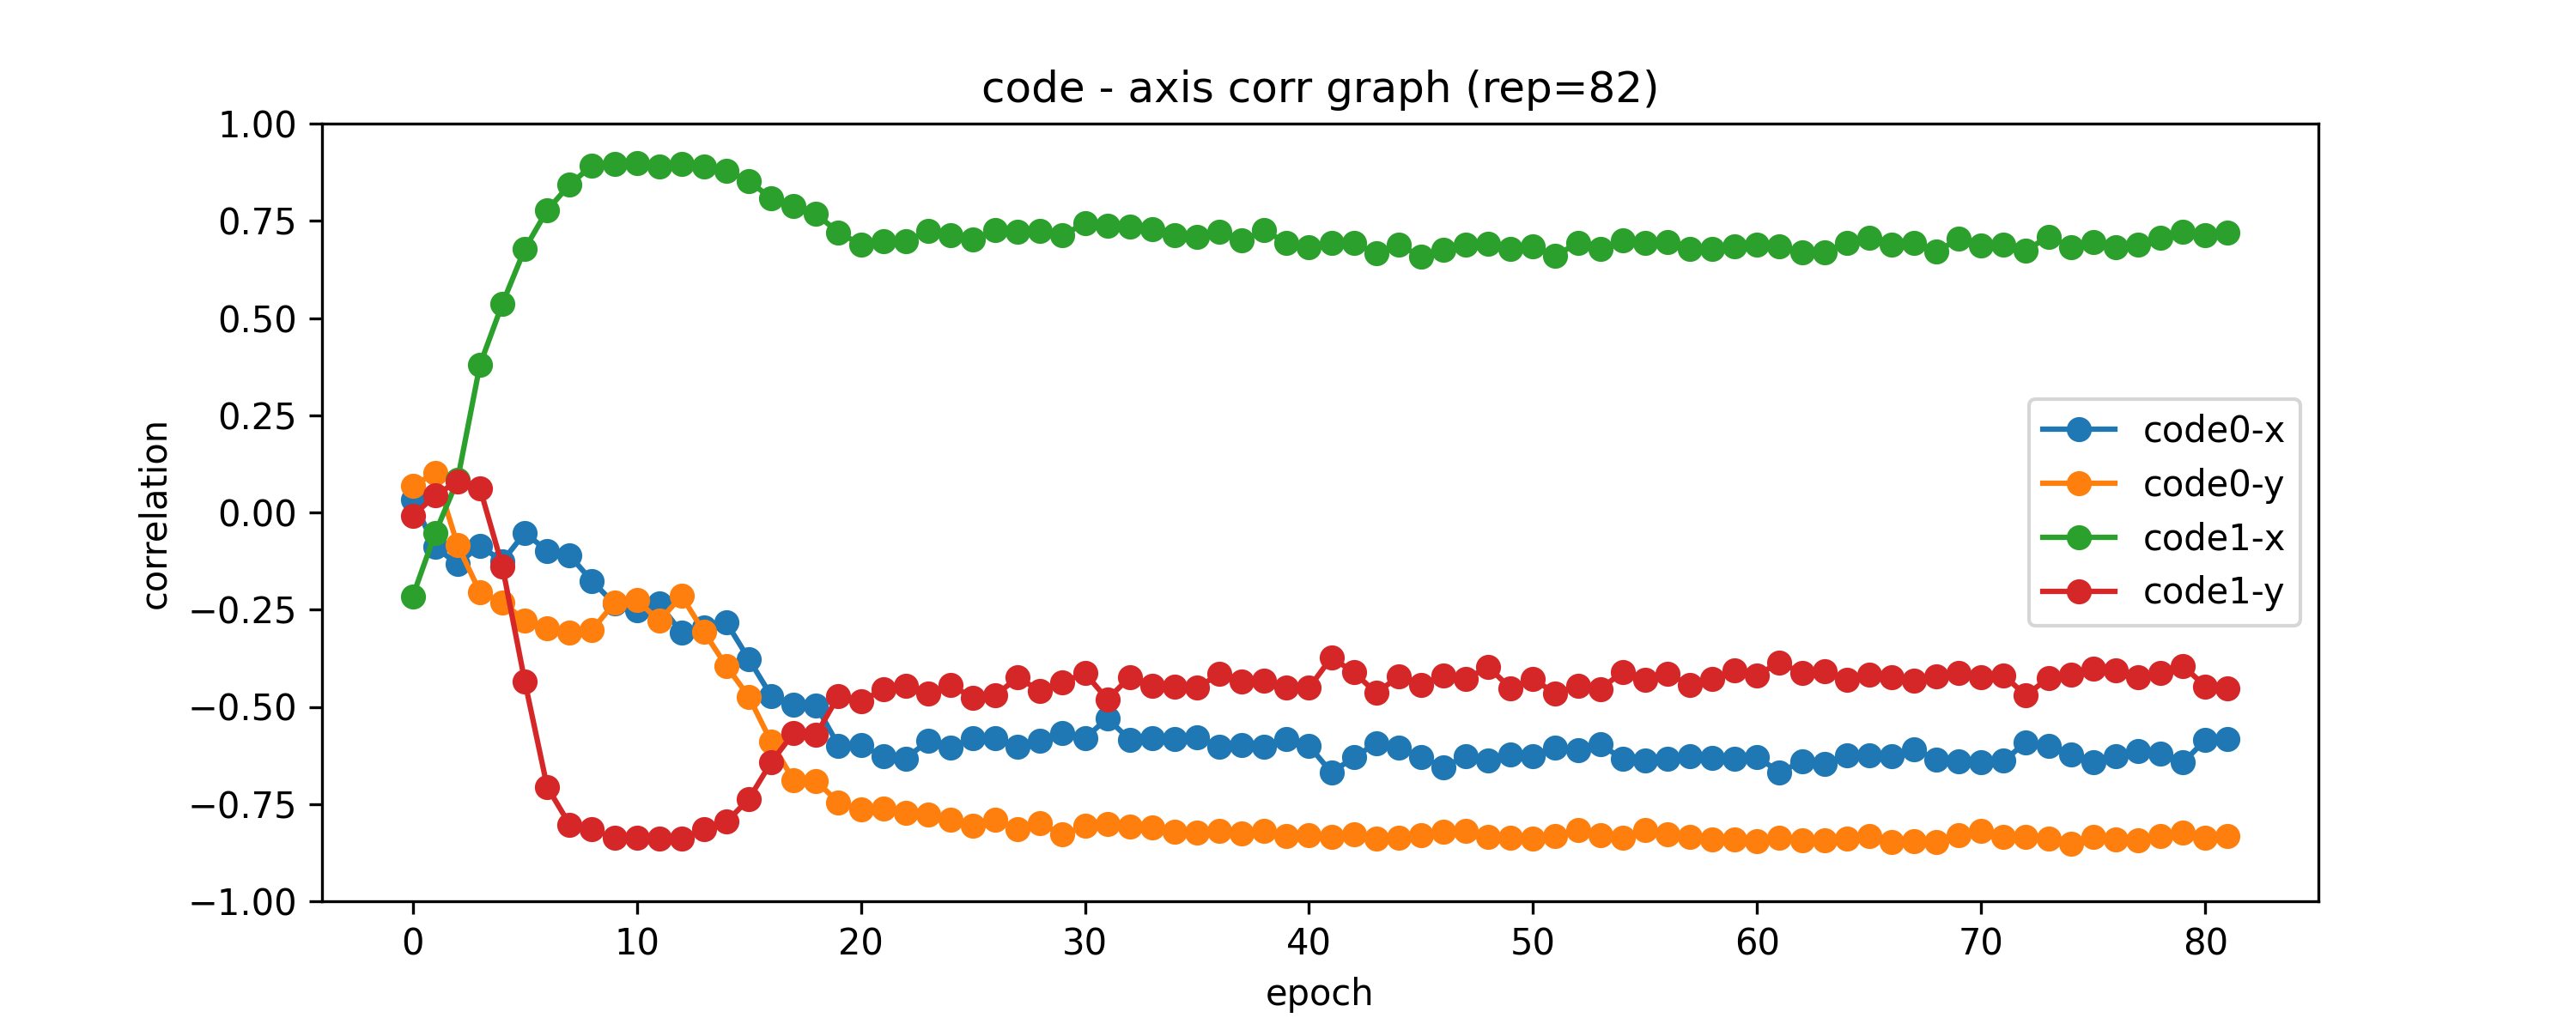 code - axis corr graph (rep=82)
1.00
0.75
0.50
0.25
0.00
−0.25
−0.50
−0.75
−1.00
correlation
code0-x
code0-y
code1-x
code1-y
0 10 20 30 40 50 60 70 80
epoch